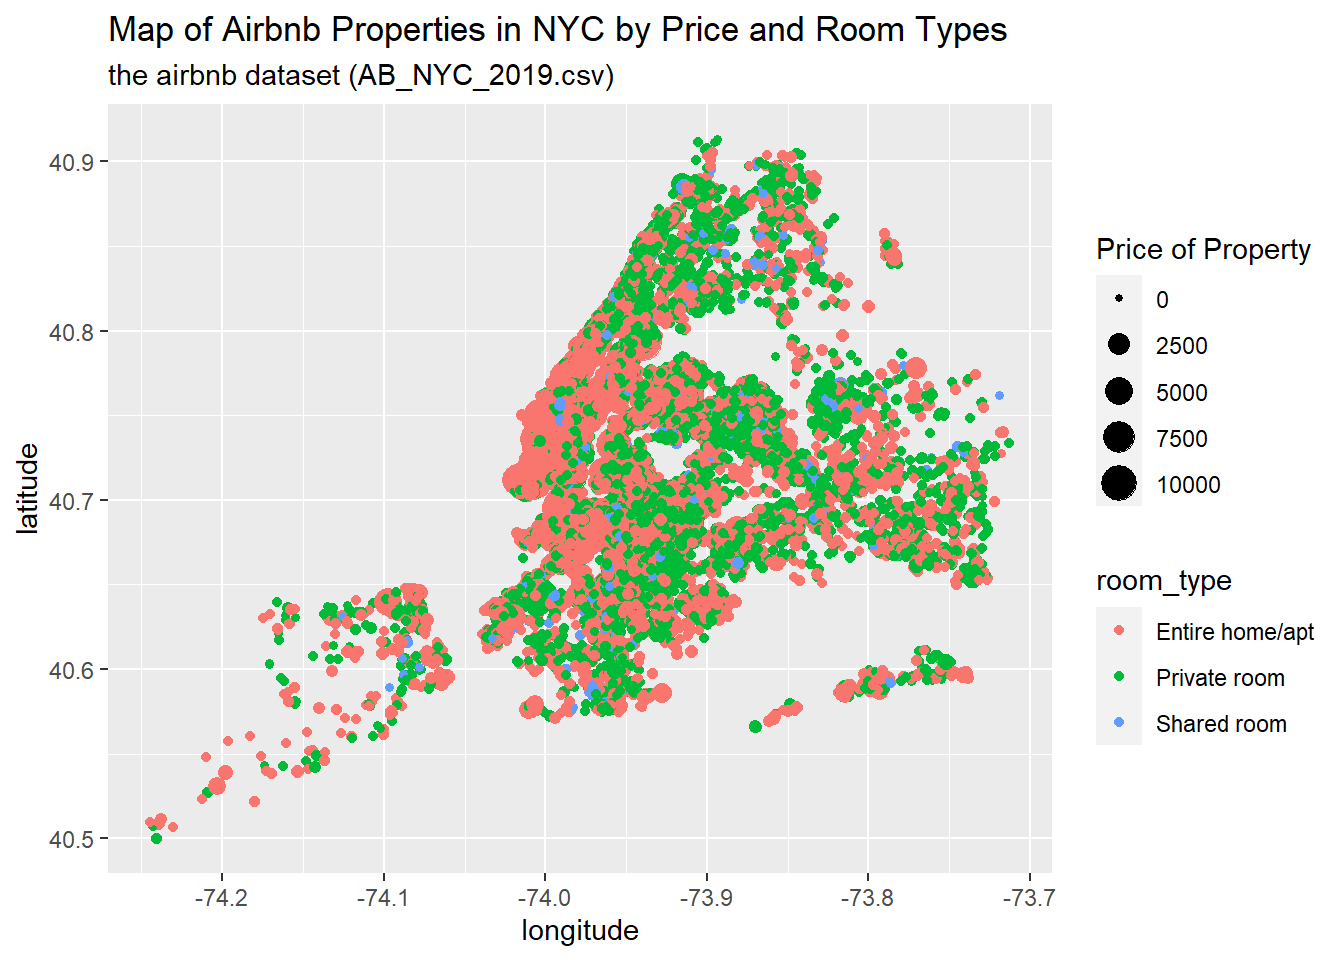 Map of Airbnb Properties in NYC by Price and Room Types
the airbnb dataset (AB_NYC_2019.csv)
latitude
40.9
40.8
40.7
40.6
40.5
-74.2
-74.1
-74.0
-73.9
-73.8
-73.7
longitude
Price of Property
0
2500
5000
7500
10000
room_type
Entire home/apt
Private room
Shared room